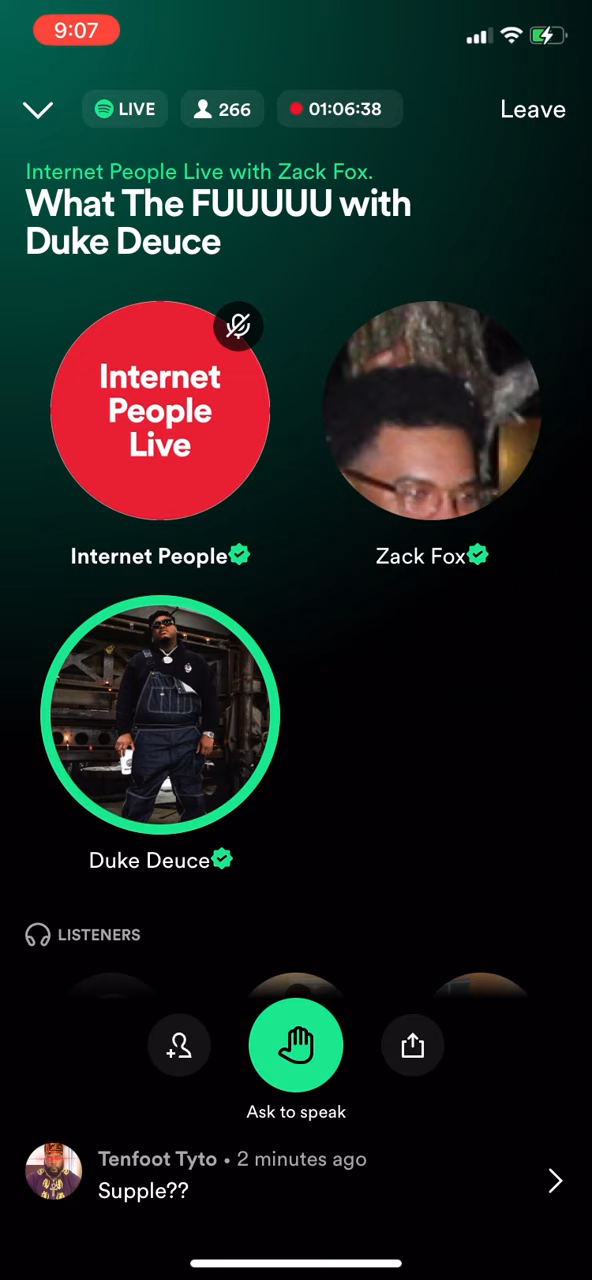 9:07
LIVE
266
01:06:38
Leave
Internet People Live with Zack Fox.
What The FUUUUU with
Duke Deuce
Internet
People
Live
Internet People
Zack Fox
Duke Deuce
LISTENERS
Ask to speak
Tenfoot Tyto • 2 minutes ago
Supple??